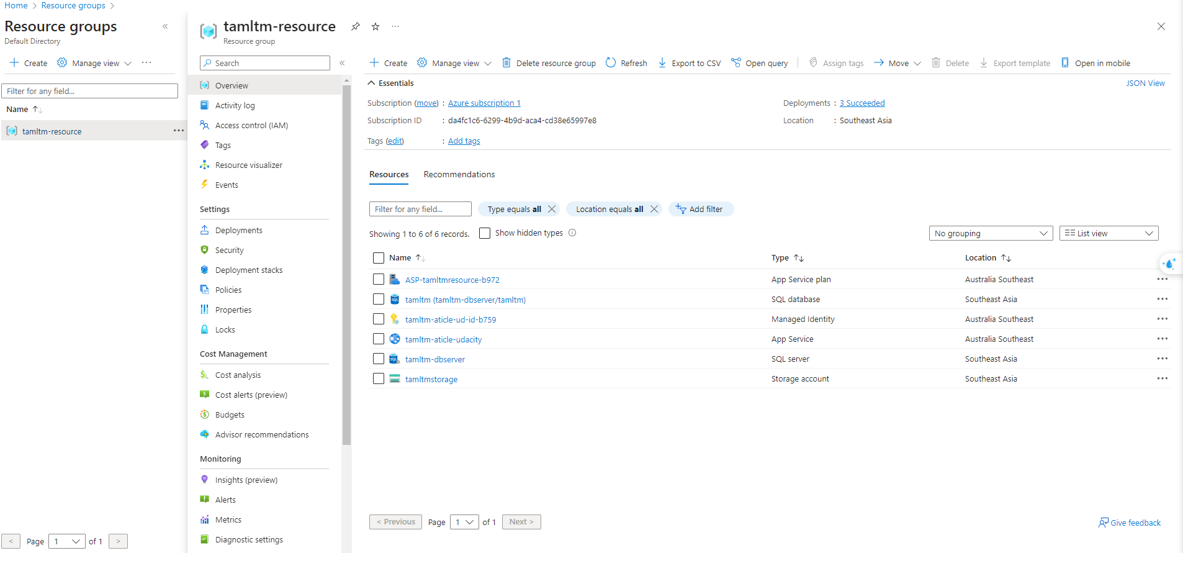 Home > Resource groups >
Resource groups «
Default Directory
+ Create Manage view ···
Filter for any field...
Name ↑↓
tamltm-resource ···
< Page 1 of 1 >
tamltm-resource ···
Resource group
Search «
Overview
Activity log
Access control (IAM)
Tags
Resource visualizer
Events
Settings
Deployments
Security
Deployment stacks
Policies
Properties
Locks
Cost Management
Cost analysis
Cost alerts (preview)
Budgets
Advisor recommendations
Monitoring
Insights (preview)
Alerts
Metrics
Diagnostic settings
+ Create Manage view Delete resource group Refresh Export to CSV Open query Assign tags Move Delete Export template Open in mobile
Essentials JSON View
Subscription (move) : Azure subscription 1 Deployments : 3 Succeeded
Subscription ID : da4fc1c6-6299-4b9d-aca4-cd38e65997e8 Location : Southeast Asia
Tags (edit) : Add tags
Resources Recommendations
Filter for any field... Type equals all Location equals all Add filter
Showing 1 to 6 of 6 records. Show hidden types No grouping List view
Name ↑↓ Type ↑↓ Location ↑↓
ASP-tamltmresource-b972 App Service plan Australia Southeast ···
tamltm (tamltm-dbserver/tamltm) SQL database Southeast Asia ···
tamltm-aticle-ud-id-b759 Managed Identity Australia Southeast ···
tamltm-aticle-udacity App Service Australia Southeast ···
tamltm-dbserver SQL server Southeast Asia ···
tamltmstorage Storage account Southeast Asia ···
< Previous Page 1 of 1 Next > Give feedback